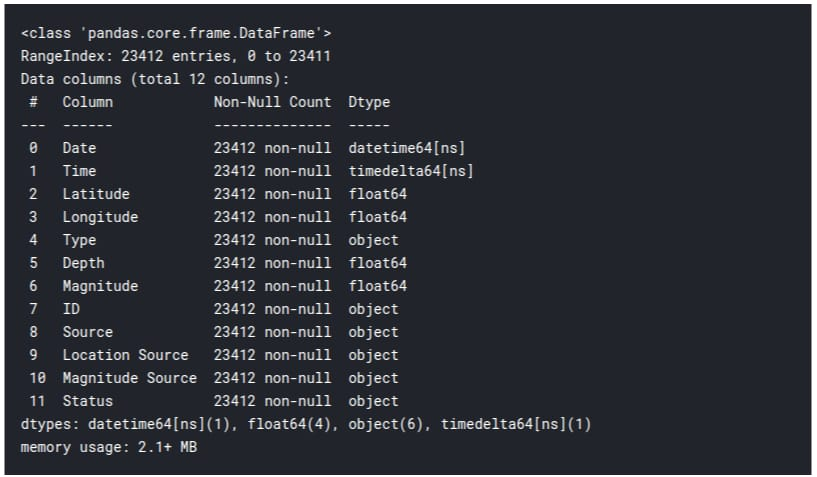 <class 'pandas.core.frame.DataFrame'>
RangeIndex: 23412 entries, 0 to 23411
Data columns (total 12 columns):
 #   Column            Non-Null Count  Dtype
---  ------            --------------  -----
 0   Date              23412 non-null  datetime64[ns]
 1   Time              23412 non-null  timedelta64[ns]
 2   Latitude          23412 non-null  float64
 3   Longitude         23412 non-null  float64
 4   Type              23412 non-null  object
 5   Depth             23412 non-null  float64
 6   Magnitude         23412 non-null  float64
 7   ID                23412 non-null  object
 8   Source            23412 non-null  object
 9   Location Source   23412 non-null  object
 10  Magnitude Source  23412 non-null  object
 11  Status            23412 non-null  object
dtypes: datetime64[ns](1), float64(4), object(6), timedelta64[ns](1)
memory usage: 2.1+ MB